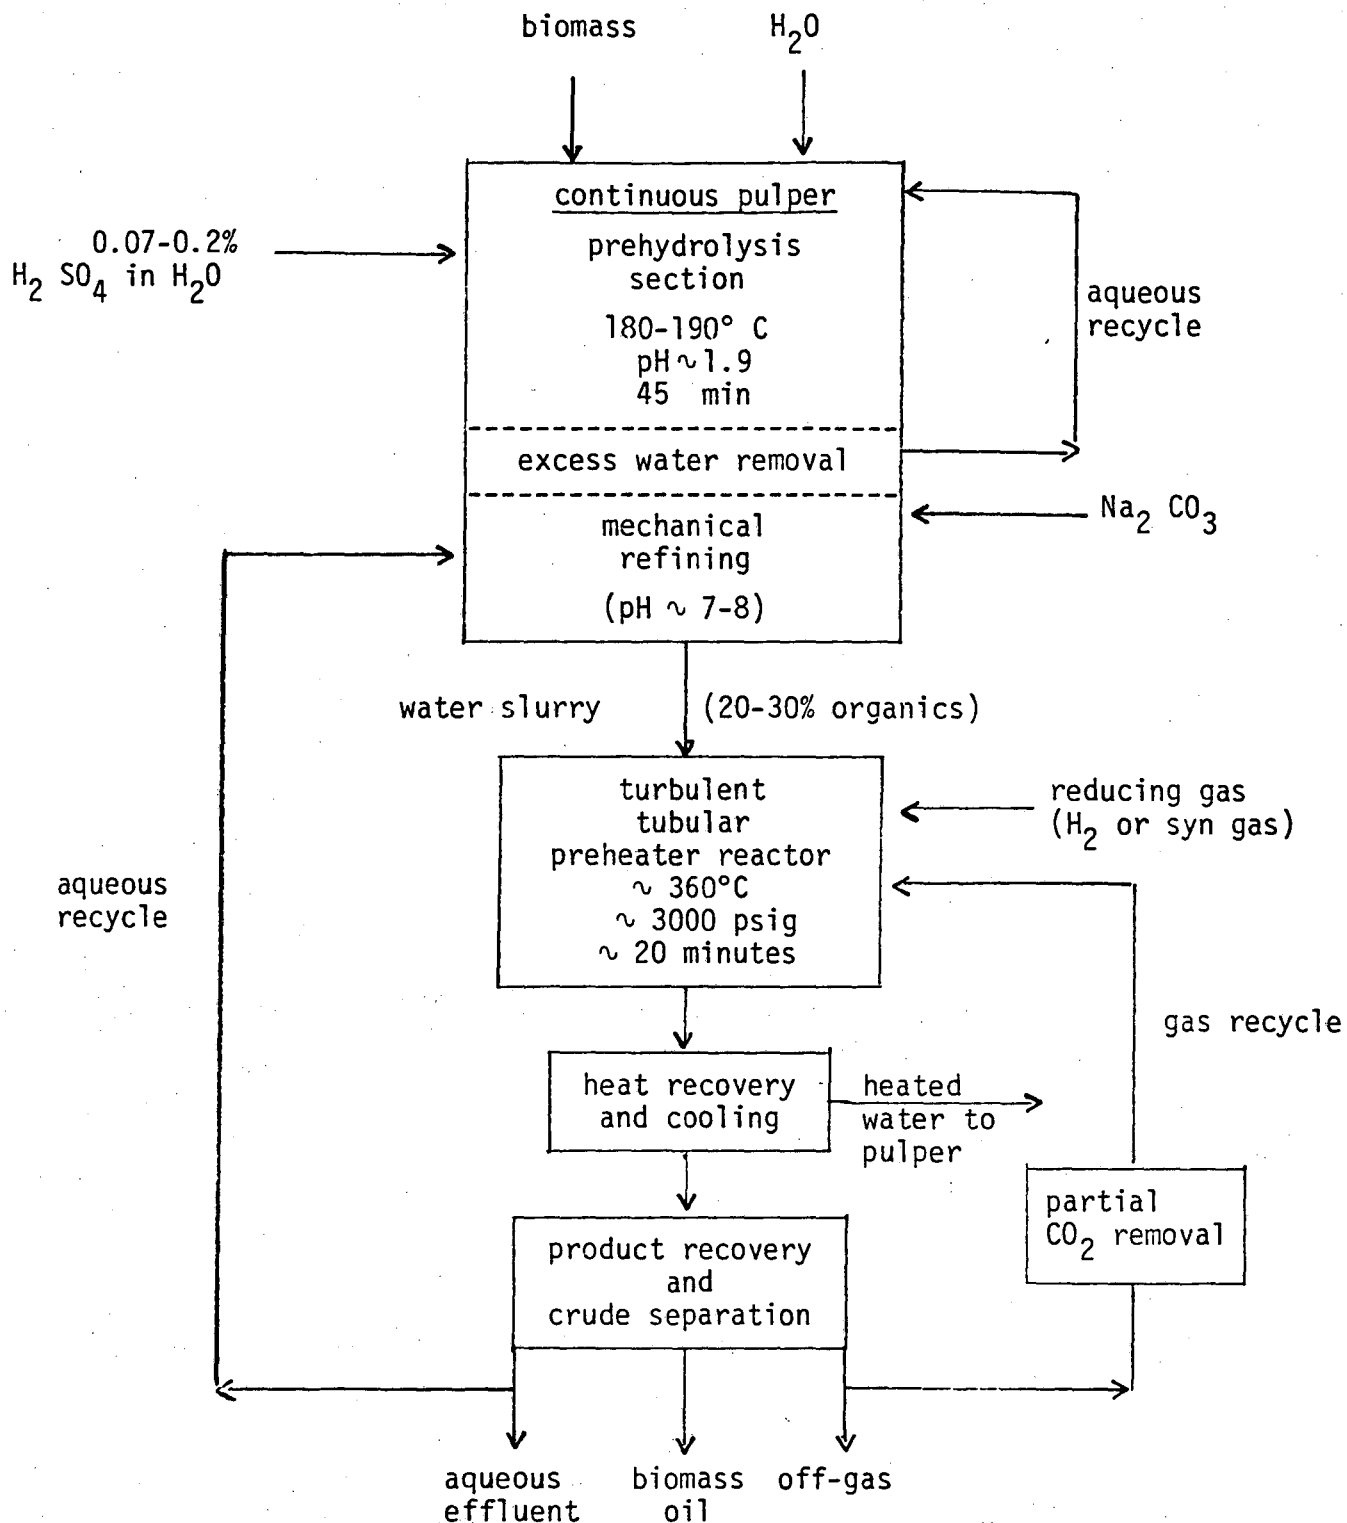 biomass
H₂O
continuous pulper
prehydrolysis
section
180-190° C
pH ~ 1.9
45 min
0.07-0.2%
H₂ SO₄ in H₂O
aqueous
recycle
excess water removal
Na₂ CO₃
mechanical
refining
(pH ~ 7-8)
water slurry
(20-30% organics)
turbulent
tubular
preheater reactor
~ 360°C
~ 3000 psig
~ 20 minutes
reducing gas
(H₂ or syn gas)
aqueous
recycle
gas recycle
heat recovery
and cooling
heated
water to
pulper
partial
CO₂ removal
product recovery
and
crude separation
aqueous
effluent
biomass
oil
off-gas